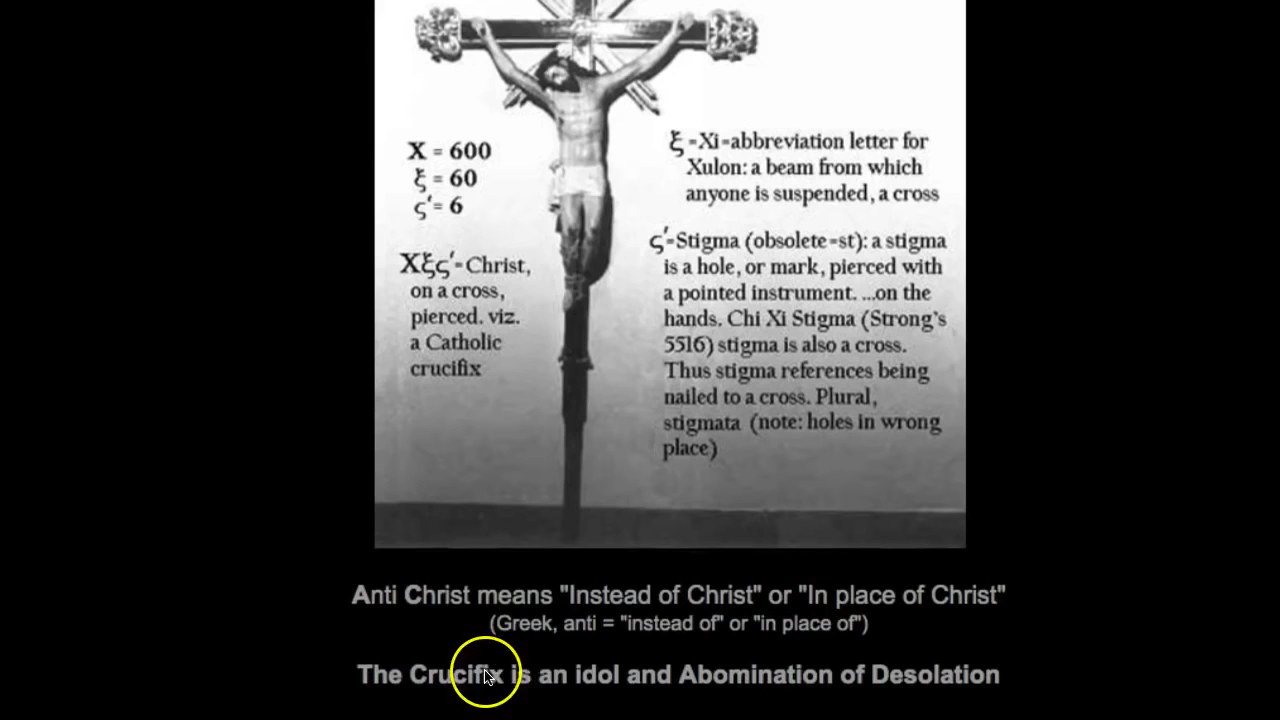 X = 600
ξ = 60
ς′= 6
Xξς′= Christ,
on a cross,
pierced. viz.
a Catholic
crucifix
ξ =Xi=abbreviation letter for
Xulon: a beam from which
anyone is suspended, a cross
ς′=Stigma (obsolete=st): a stigma
is a hole, or mark, pierced with
a pointed instrument. ...on the
hands. Chi Xi Stigma (Strong's
5516) stigma is also a cross.
Thus stigma references being
nailed to a cross. Plural,
stigmata (note: holes in wrong
place)
Anti Christ means "Instead of Christ" or "In place of Christ"
(Greek, anti = "instead of" or "in place of")
The Crucifix is an idol and Abomination of Desolation